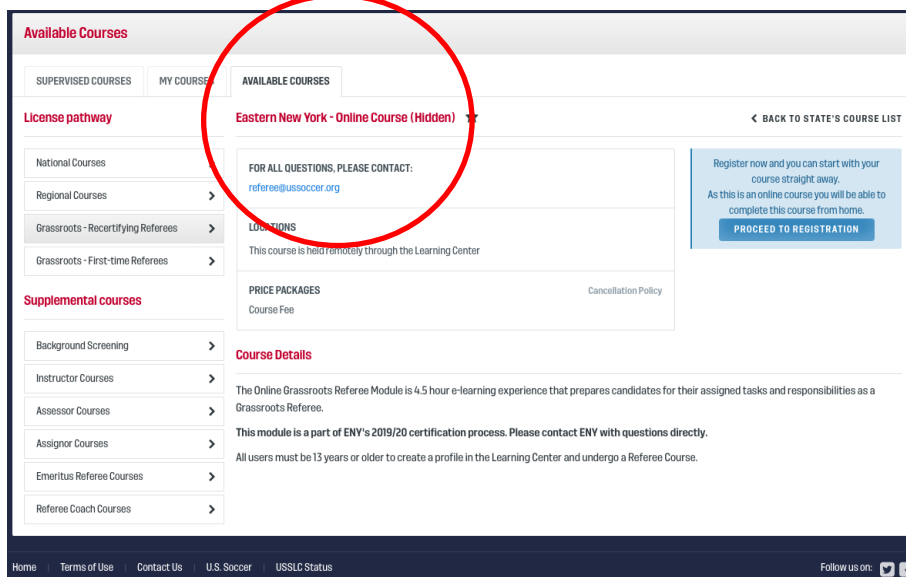 Available Courses
SUPERVISED COURSES
MY COURSES
AVAILABLE COURSES
License pathway
National Courses
Regional Courses
Grassroots - Recertifying Referees
Grassroots - First-time Referees
Supplemental courses
Background Screening
Instructor Courses
Assessor Courses
Assignor Courses
Emeritus Referee Courses
Referee Coach Courses
Eastern New York - Online Course (Hidden)
BACK TO STATE'S COURSE LIST
FOR ALL QUESTIONS, PLEASE CONTACT:
referee@ussoccer.org
LOCATIONS
This course is held remotely through the Learning Center
PRICE PACKAGES
Cancellation Policy
Course Fee
Register now and you can start with your
course straight away.
As this is an online course you will be able to
complete this course from home.
PROCEED TO REGISTRATION
Course Details
The Online Grassroots Referee Module is 4.5 hour e-learning experience that prepares candidates for their assigned tasks and responsibilities as a
Grassroots Referee.
This module is a part of ENY's 2019/20 certification process. Please contact ENY with questions directly.
All users must be 13 years or older to create a profile in the Learning Center and undergo a Referee Course.
Home | Terms of Use | Contact Us | U.S. Soccer | USSLC Status
Follow us on: